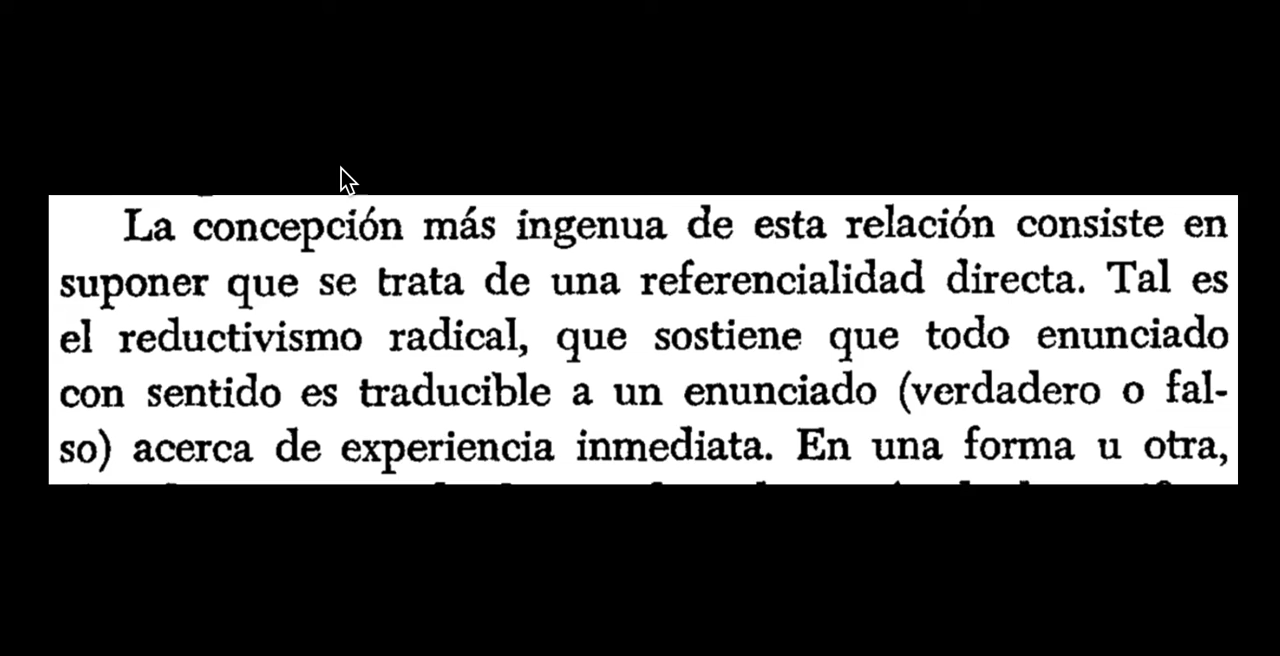 La concepción más ingenua de esta relación consiste en
suponer que se trata de una referencialidad directa. Tal es
el reductivismo radical, que sostiene que todo enunciado
con sentido es traducible a un enunciado (verdadero o fal-
so) acerca de experiencia inmediata. En una forma u otra,